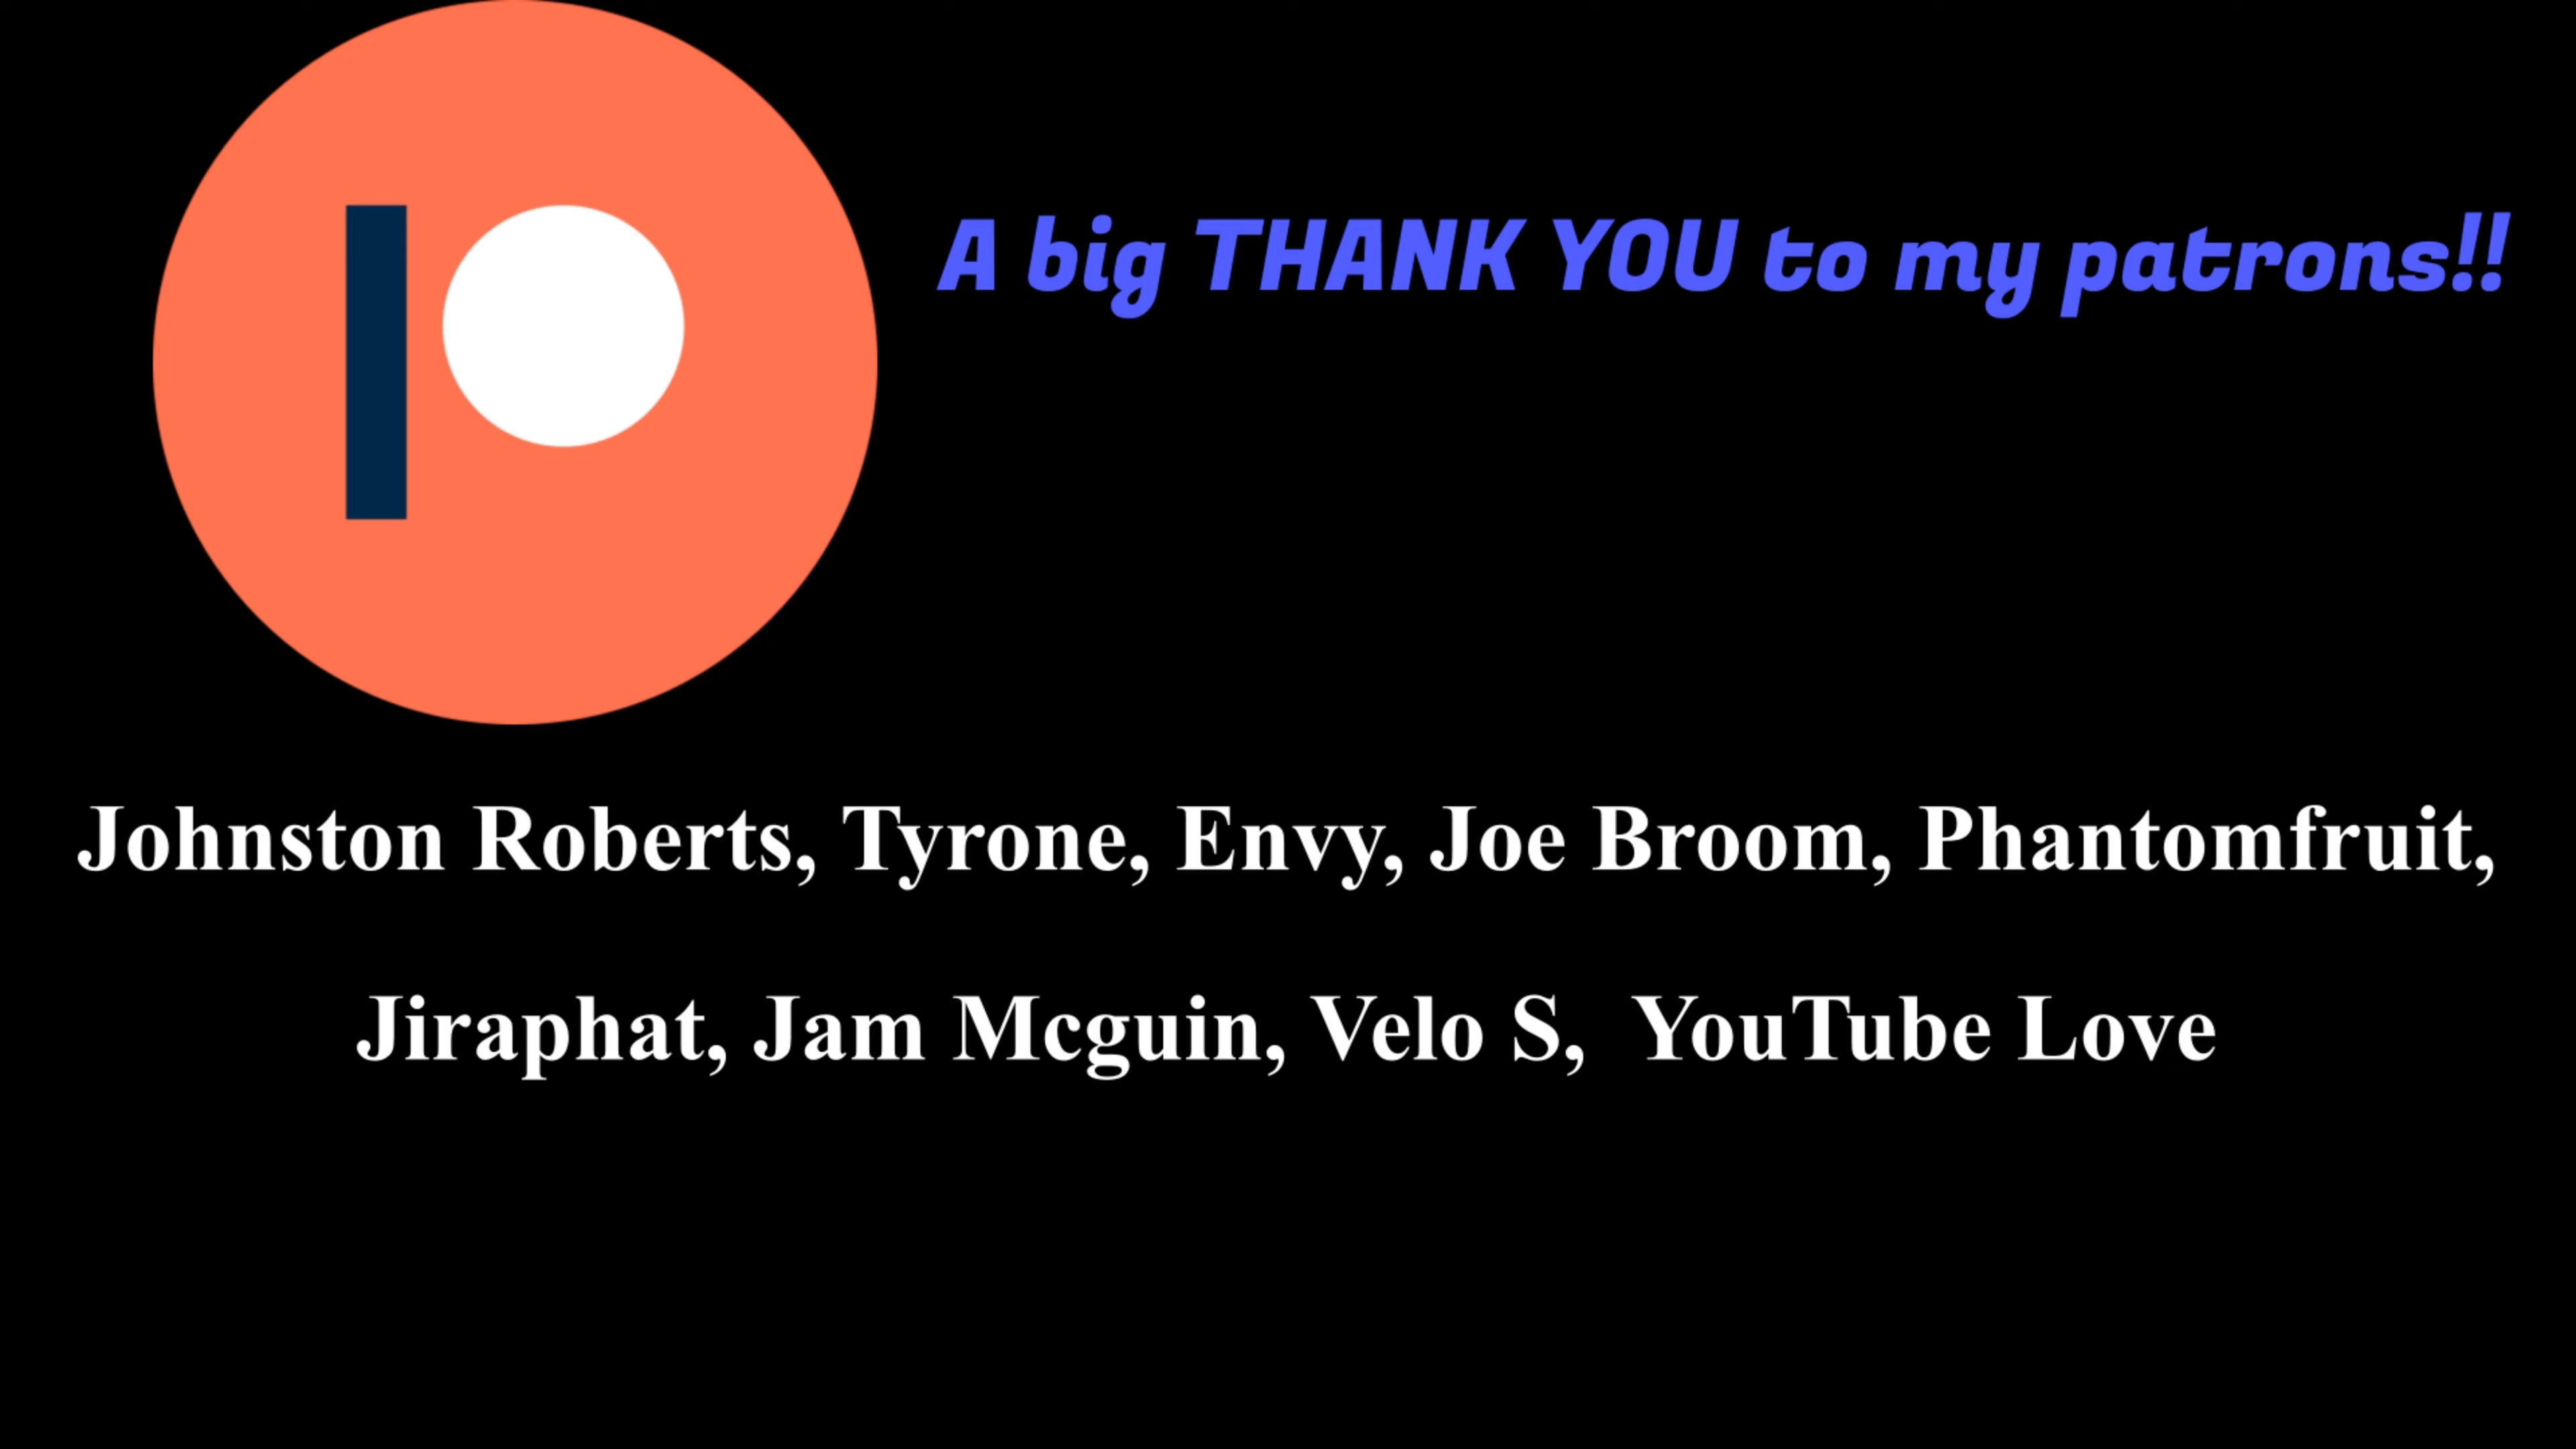 A big THANK YOU to my patrons!!
Johnston Roberts, Tyrone, Envy, Joe Broom, Phantomfruit,
Jiraphat, Jam Mcguin, Velo S,  YouTube Love